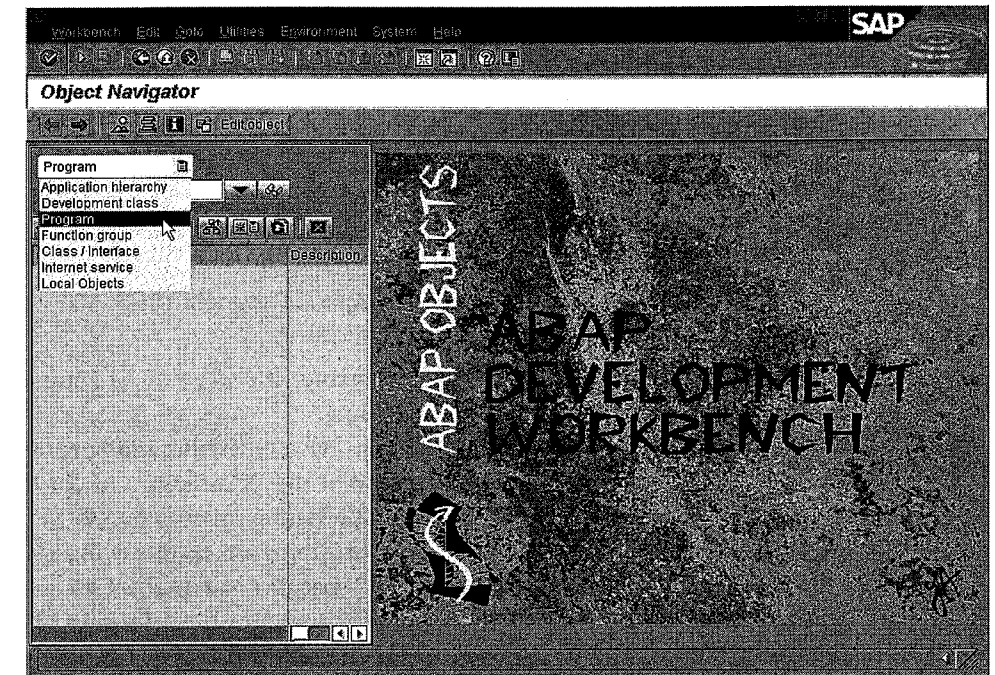 Workbench Edit Goto Utilities Environment System Help
SAP
Object Navigator
Edit object
Program
Application hierarchy
Development class
Program
Function group
Class / Interface
Internet service
Local Objects
Description
ABAP OBJECTS
ABAP
DEVELOPMENT
WORKBENCH